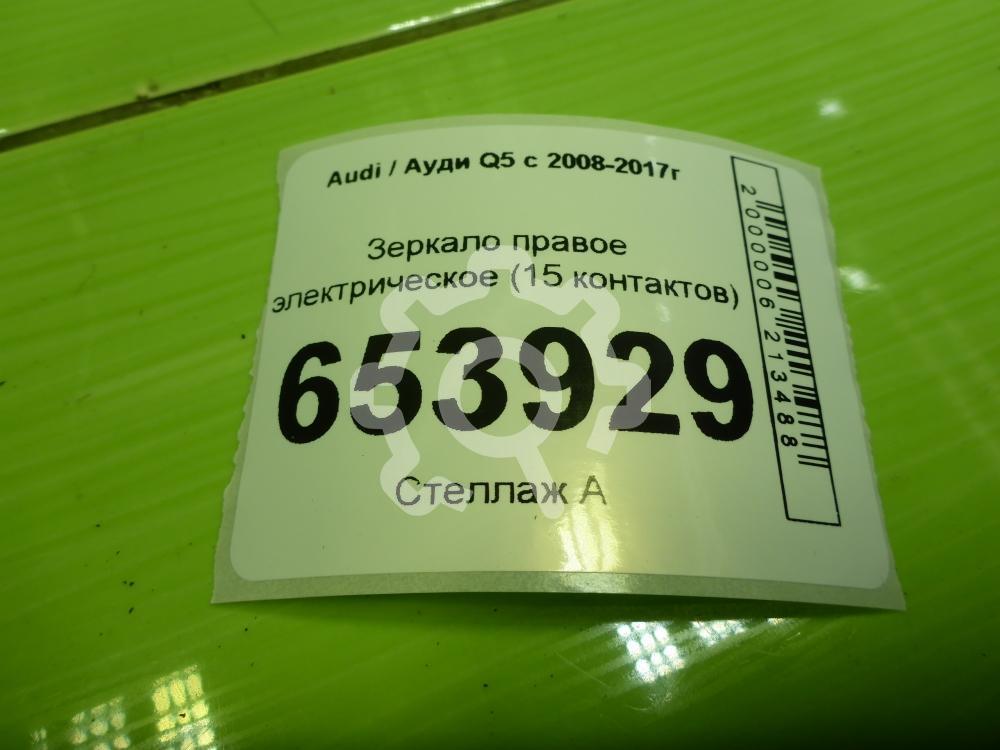 Audi / Ауди Q5 с 2008-2017г
Зеркало правое
электрическое (15 контактов)
653929
Стеллаж А
2000006213488